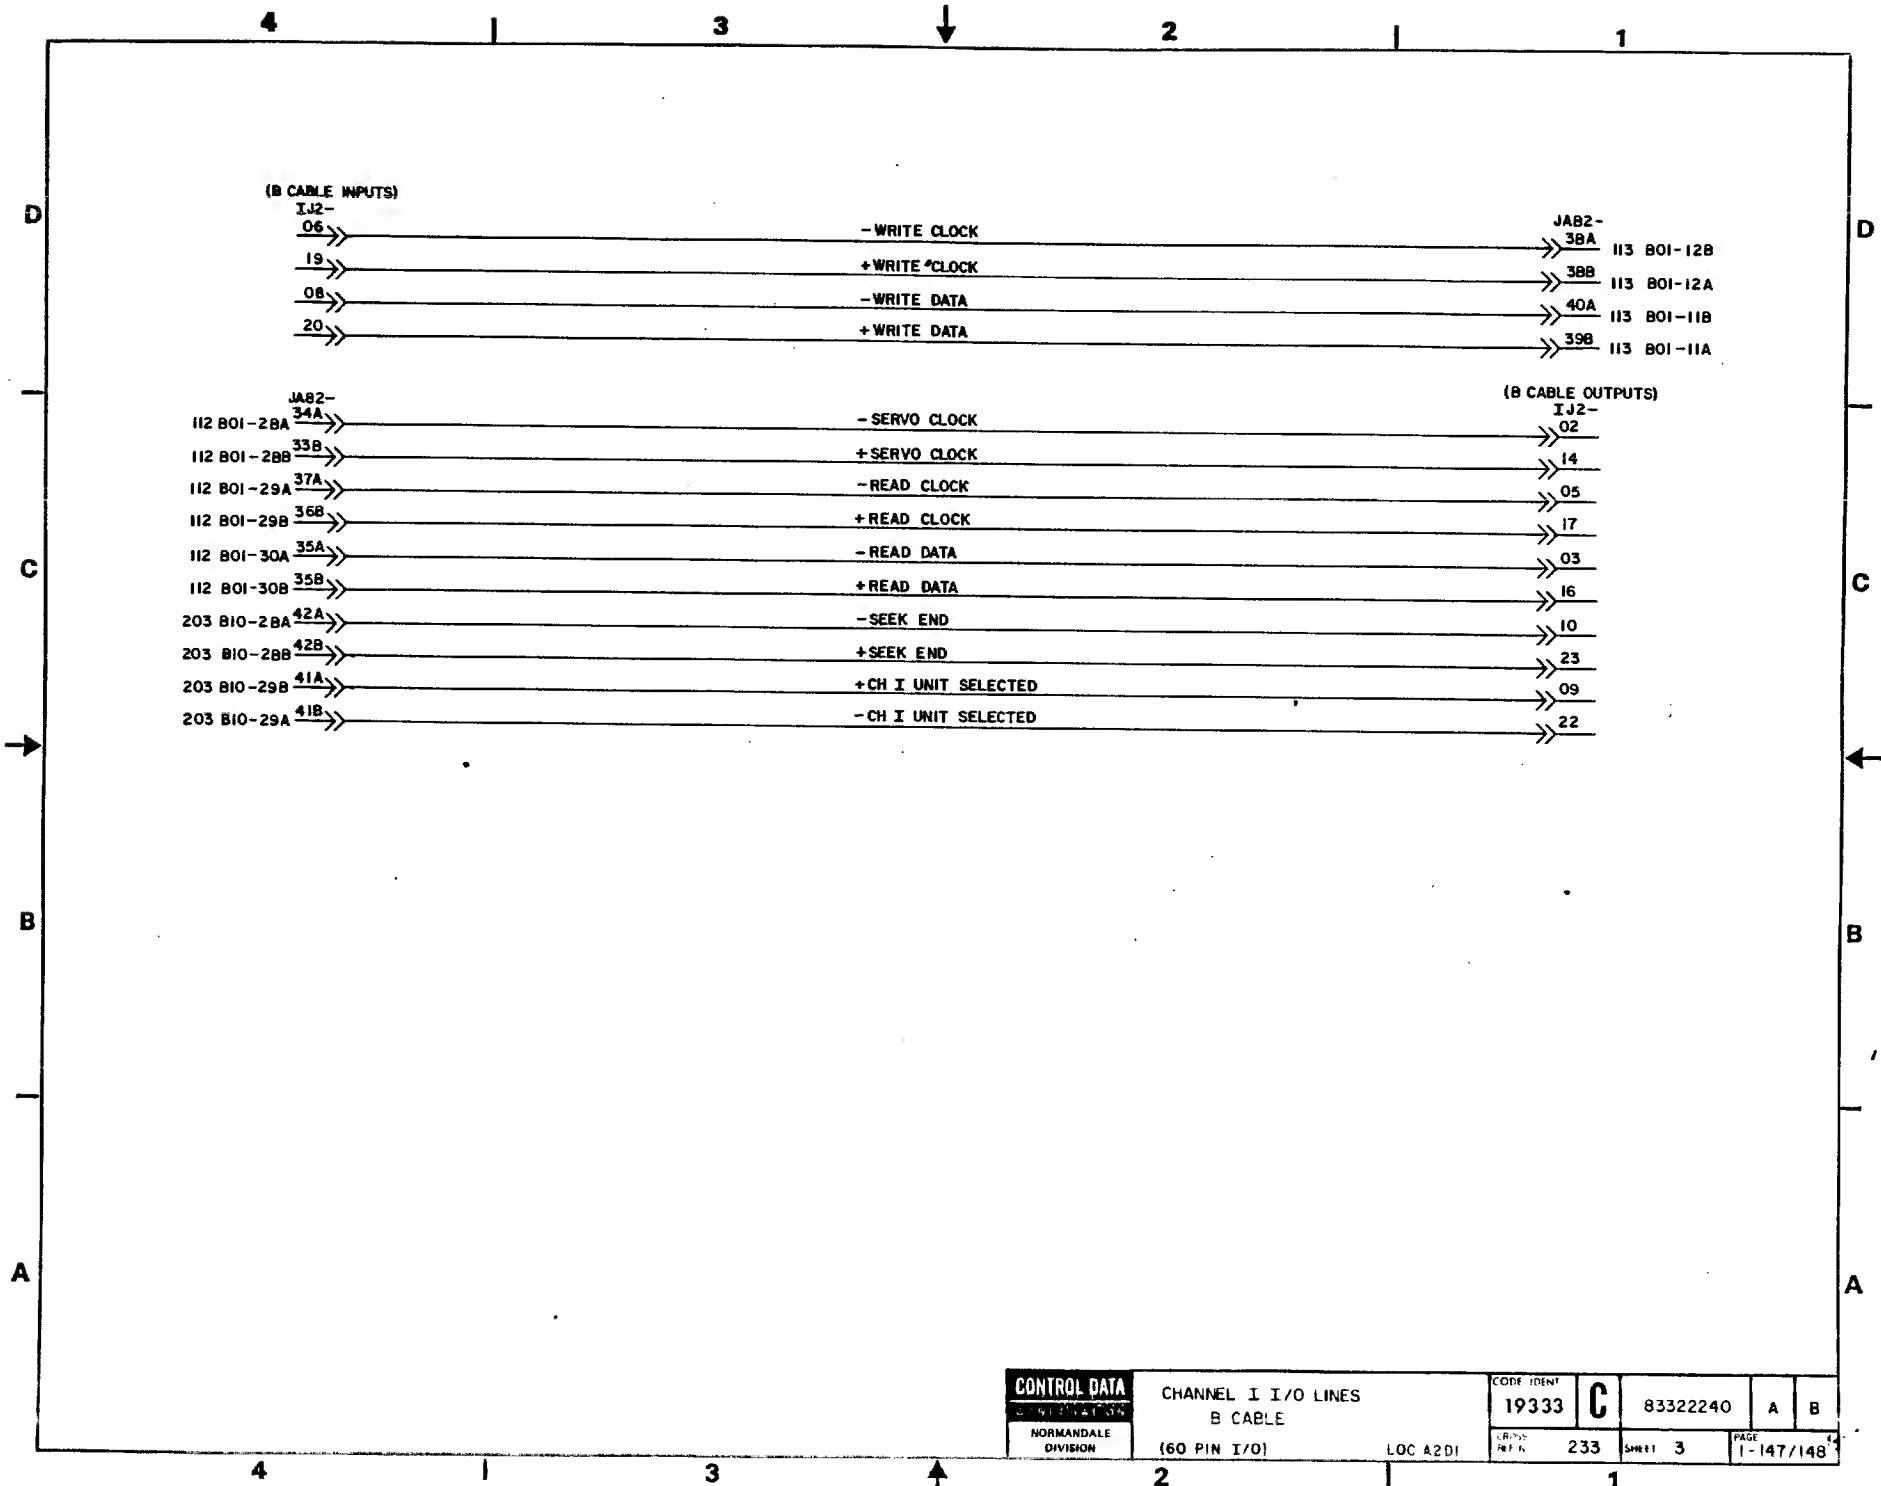 4 3 2 1
(B CABLE INPUTS)
IJ2-
JAB2-
D D
06 -WRITE CLOCK 38A 113 B01-12B
19 +WRITE CLOCK 38B 113 B01-12A
08 -WRITE DATA 40A 113 B01-11B
20 +WRITE DATA 39B 113 B01-11A
(B CABLE OUTPUTS)
JAB2- IJ2-
112 B01-28A 34A -SERVO CLOCK 02
112 B01-28B 33B +SERVO CLOCK 14
112 B01-29A 37A -READ CLOCK 05
112 B01-29B 36B +READ CLOCK 17
112 B01-30A 35A -READ DATA 03
C C
112 B01-30B 35B +READ DATA 16
203 B10-28A 42A -SEEK END 10
203 B10-28B 42B +SEEK END 23
203 B10-29B 41A +CH I UNIT SELECTED 09
203 B10-29A 41B -CH I UNIT SELECTED 22
B B
A A
CONTROL DATA
CORPORATION
NORMANDALE
DIVISION
CHANNEL I I/O LINES
B CABLE
(60 PIN I/O) LOC A2D1
CODE IDENT
19333 C 83322240 A B
CROSS
REF N 233 SHEET 3 PAGE
1-147/148
4 3 2 1